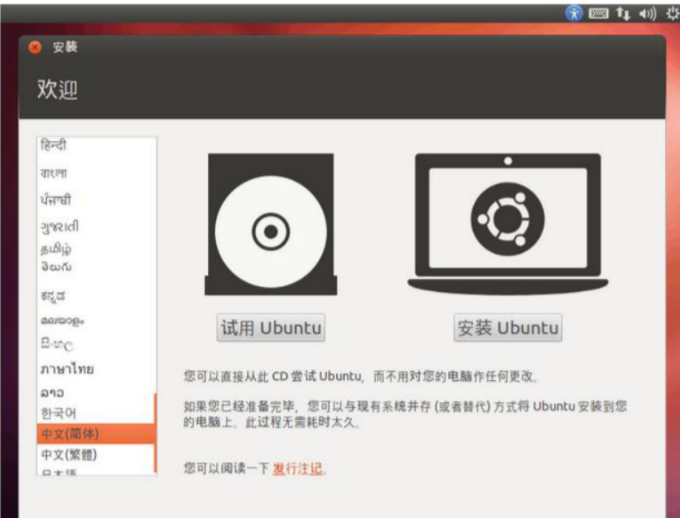 安装
欢迎
हिन्दी
বাংলা
ਪੰਜਾਬੀ
ગુજરાતી
தமிழ்
తెలుగు
ಕನ್ನಡ
മലയാളം
සිංහල
ภาษาไทย
ລາວ
한국어
中文(简体)
中文(繁體)
日本語
试用 Ubuntu
安装 Ubuntu
您可以直接从此 CD 尝试 Ubuntu，而不用对您的电脑作任何更改。
如果您已经准备完毕，您可以与现有系统并存 (或者替代) 方式将 Ubuntu 安装到您
的电脑上。此过程无需耗时太久。
您可以阅读一下 发行注记。